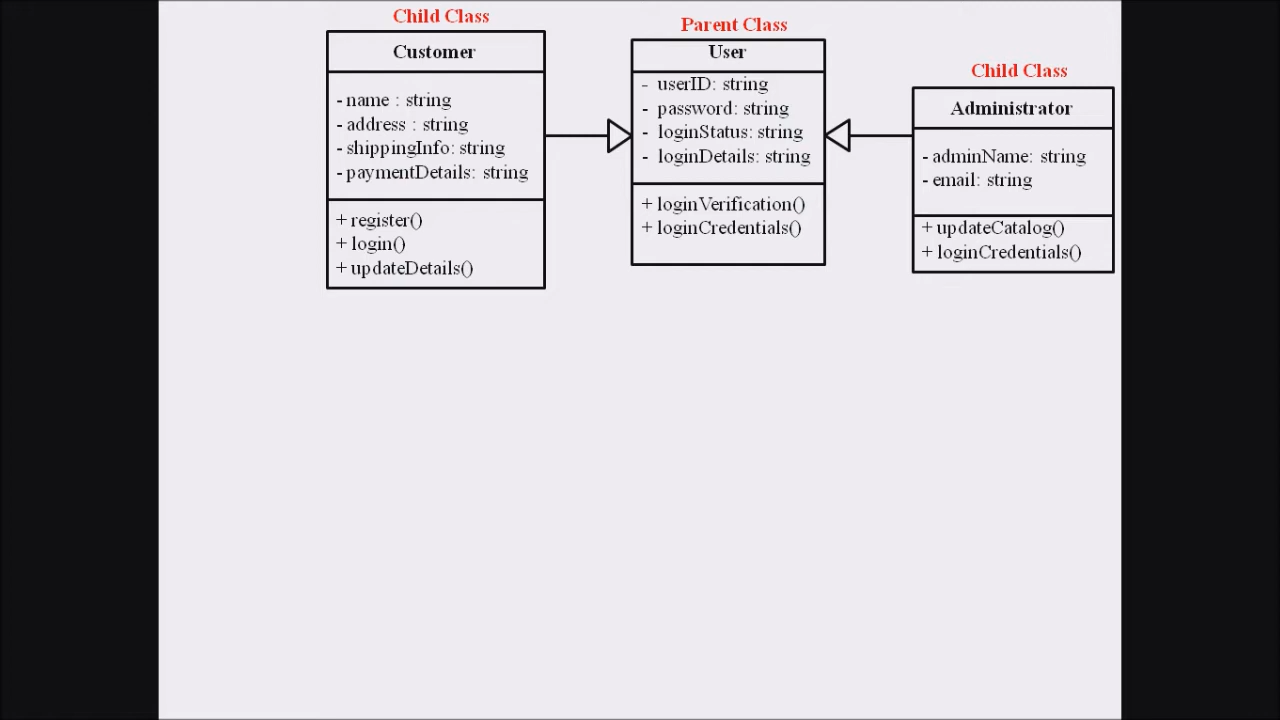 Child Class
Customer
- name : string
- address : string
- shippingInfo: string
- paymentDetails: string
+ register()
+ login()
+ updateDetails()
Parent Class
User
- userID: string
- password: string
- loginStatus: string
- loginDetails: string
+ loginVerification()
+ loginCredentials()
Child Class
Administrator
- adminName: string
- email: string
+ updateCatalog()
+ loginCredentials()